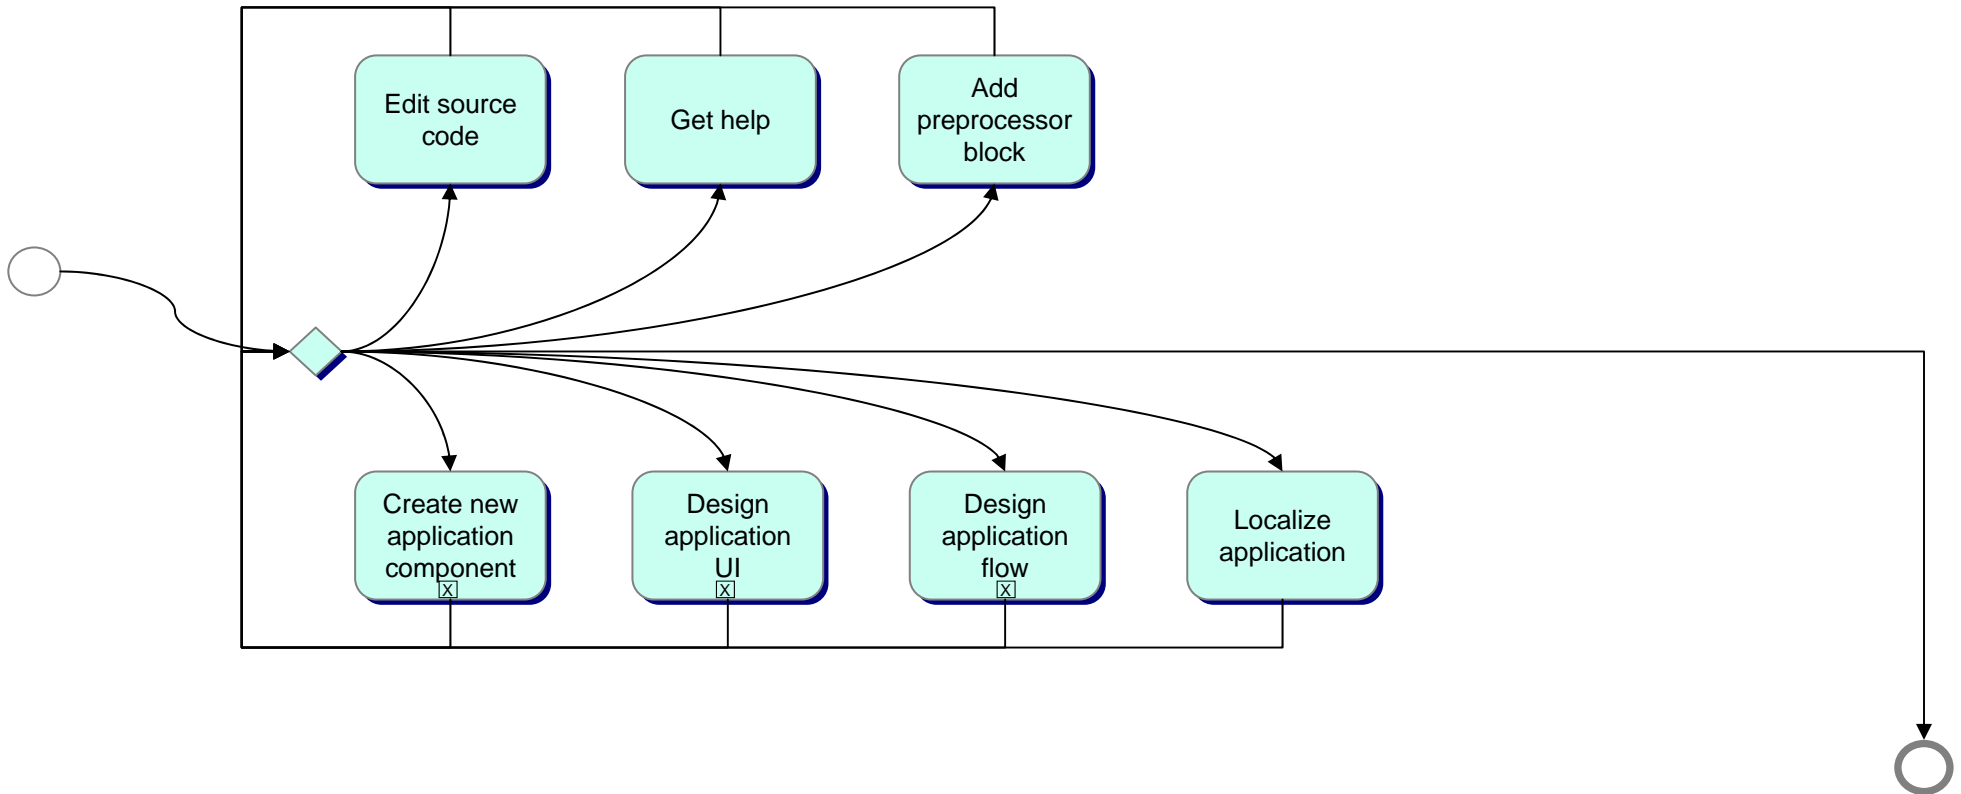 Edit source
code
Get help
Add
preprocessor
block
Create new
application
component
x
Design
application
UI
x
Design
application
flow
x
Localize
application